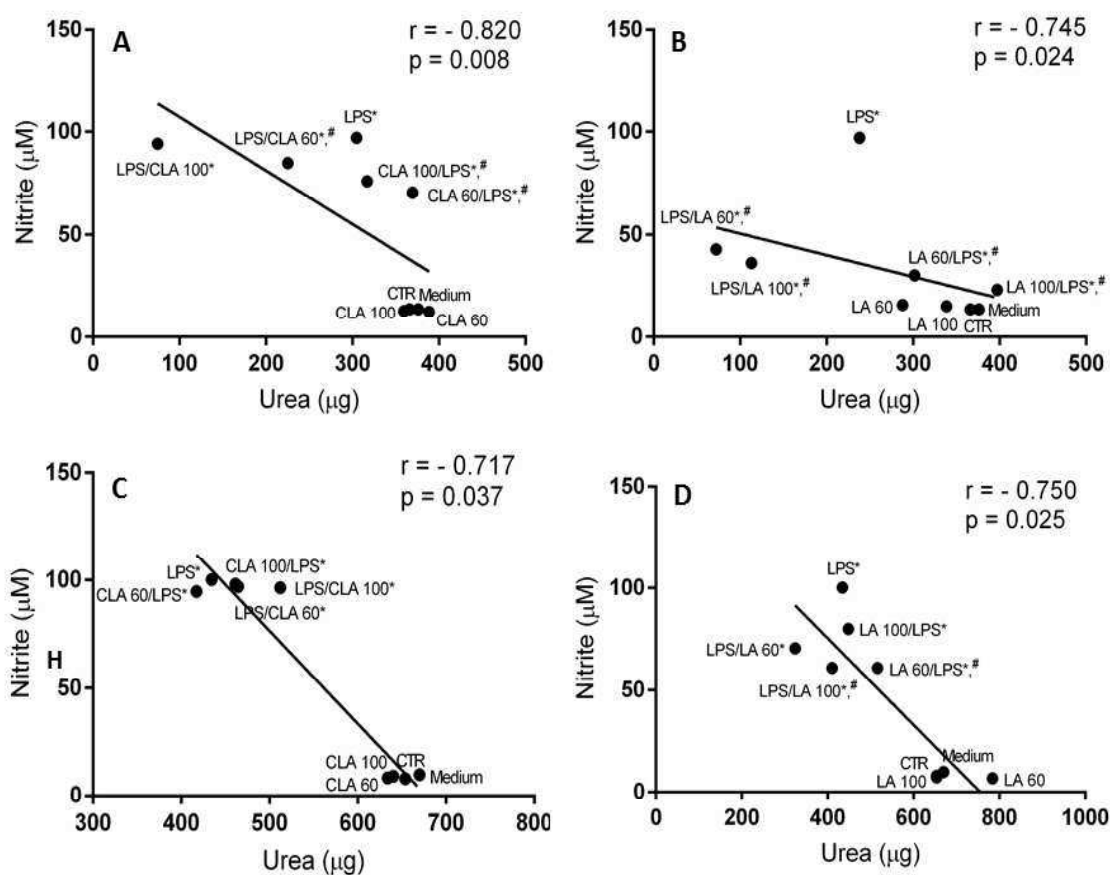 A
r = - 0.820
p = 0.008
Nitrite (μM)
150
100
50
0
LPS*
LPS/CLA 60*,#
LPS/CLA 100*
CLA 100/LPS*,#
CLA 60/LPS*,#
CTR Medium
CLA 100
CLA 60
0 100 200 300 400 500
Urea (μg)
B
r = - 0.745
p = 0.024
Nitrite (μM)
150
100
50
0
LPS*
LPS/LA 60*,#
LPS/LA 100*,#
LA 60/LPS*,#
LA 100/LPS*,#
LA 60
LA 100
Medium
CTR
0 100 200 300 400 500
Urea (μg)
C
r = - 0.717
p = 0.037
Nitrite (μM)
H
150
100
50
0
LPS*
CLA 100/LPS*
CLA 60/LPS*
LPS/CLA 100*
LPS/CLA 60*
CLA 100 CTR
CLA 60
Medium
300 400 500 600 700 800
Urea (μg)
D
r = - 0.750
p = 0.025
Nitrite (μM)
150
100
50
0
LPS*
LA 100/LPS*
LPS/LA 60*
LA 60/LPS*,#
LPS/LA 100*,#
CTR Medium
LA 100
LA 60
0 200 400 600 800 1000
Urea (μg)